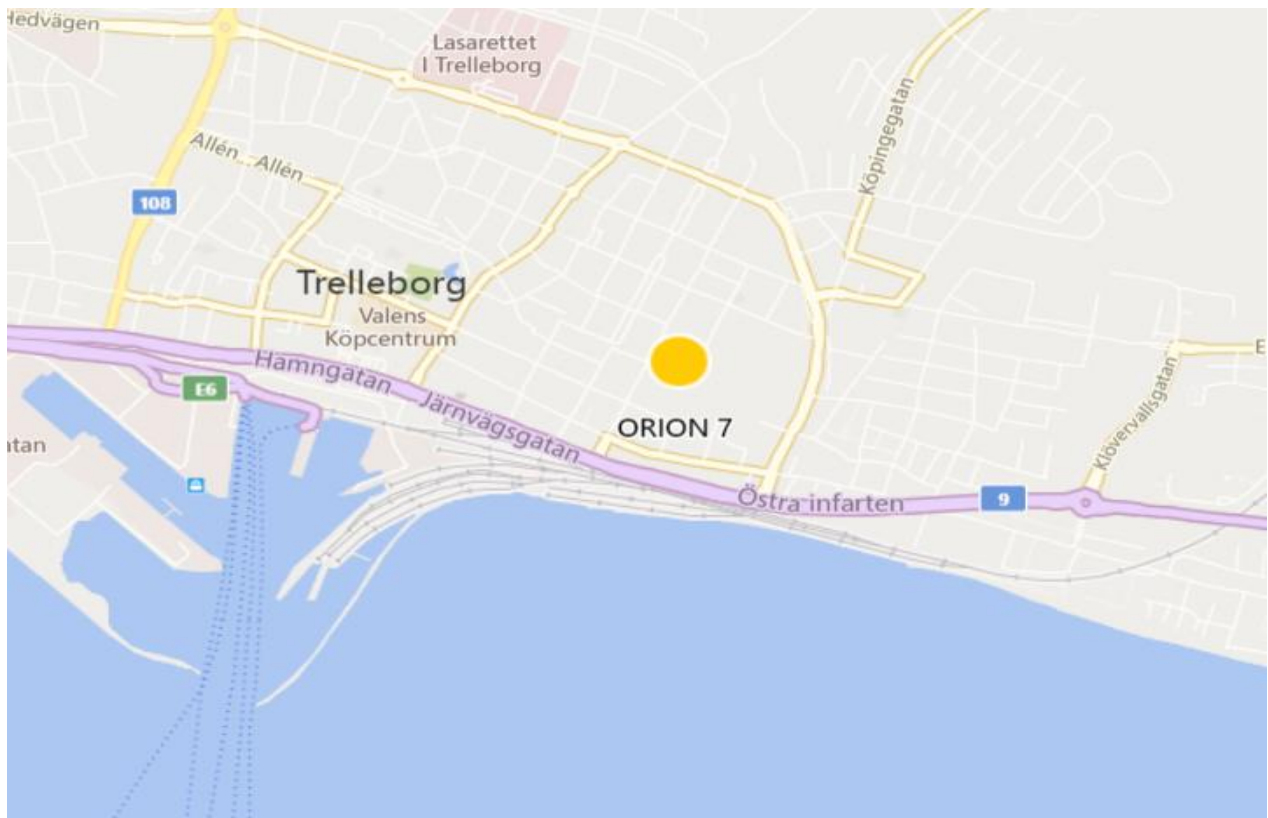 Hedvägen
Lasarettet
I Trelleborg
Allén
Allén
108
Köpingegatan
Trelleborg
Valens
Köpcentrum
Hamngatan
E6
Järnvägsgatan
ORION 7
Klövervallsgatan
E
ntan
Östra infarten
9